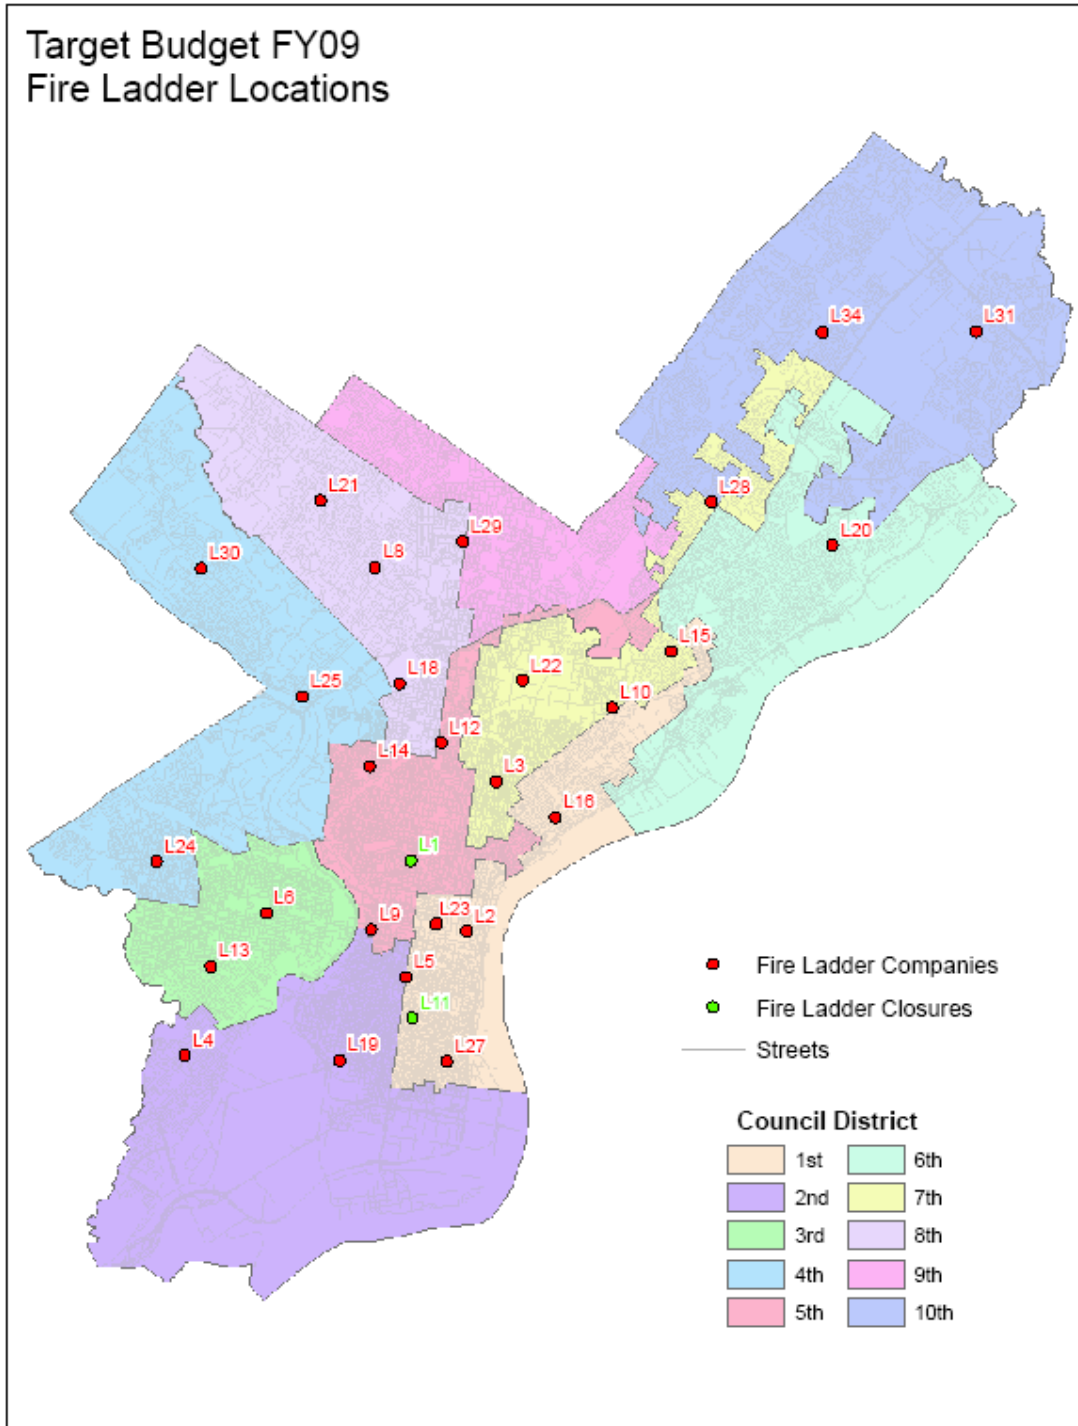 Target Budget FY09
Fire Ladder Locations
L34
L31
L21
L28
L29
L20
L30
L8
L15
L22
L18
L25
L10
L12
L14
L3
L16
L1
L24
L6
L23
L2
L9
L13
L5
L11
L4
L19
L27
Fire Ladder Companies
Fire Ladder Closures
Streets
Council District
1st
6th
2nd
7th
3rd
8th
4th
9th
5th
10th